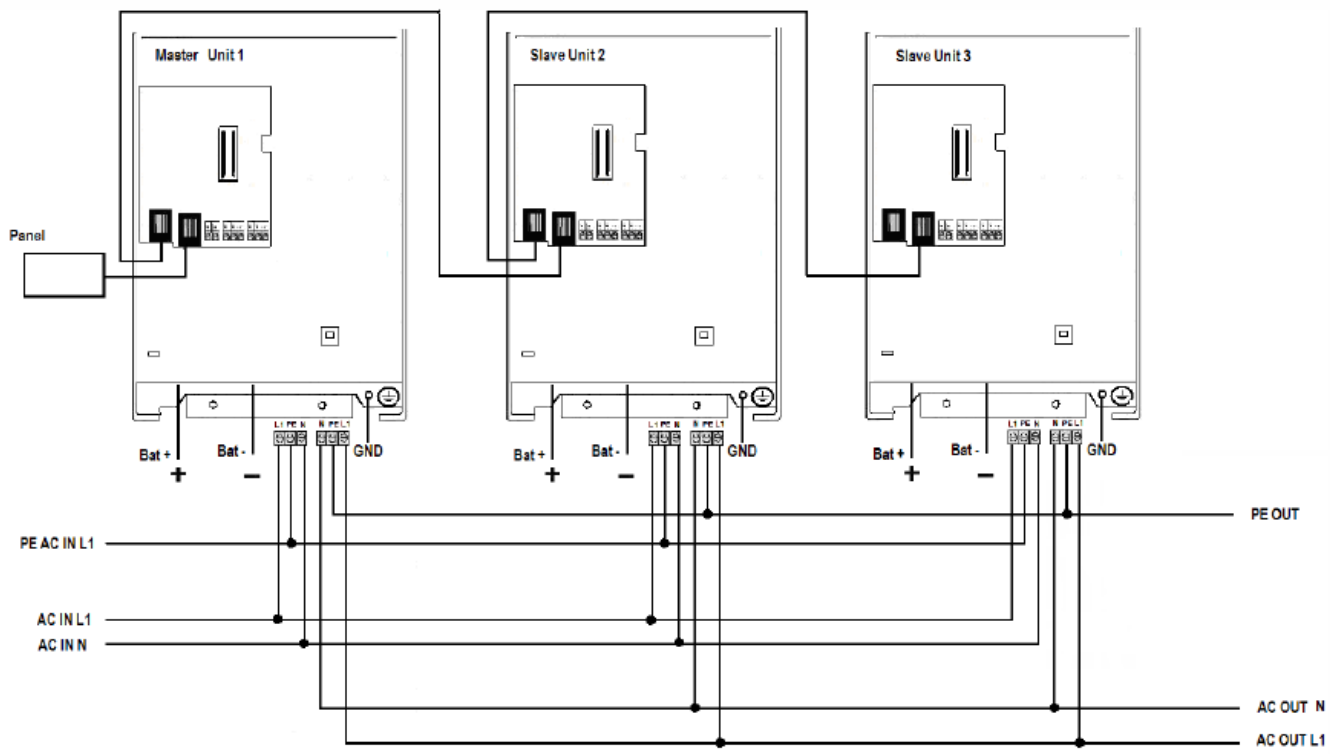 Master Unit 1
Slave Unit 2
Slave Unit 3
Panel
L1 PE N N PE L1
L1 PE N N PE L1
L1 PE N N PE L1
Bat + Bat - GND
Bat + Bat - GND
Bat + Bat - GND
+ −
+ −
+ −
PE OUT
PE AC IN L1
AC IN L1
AC IN N
AC OUT N
AC OUT L1